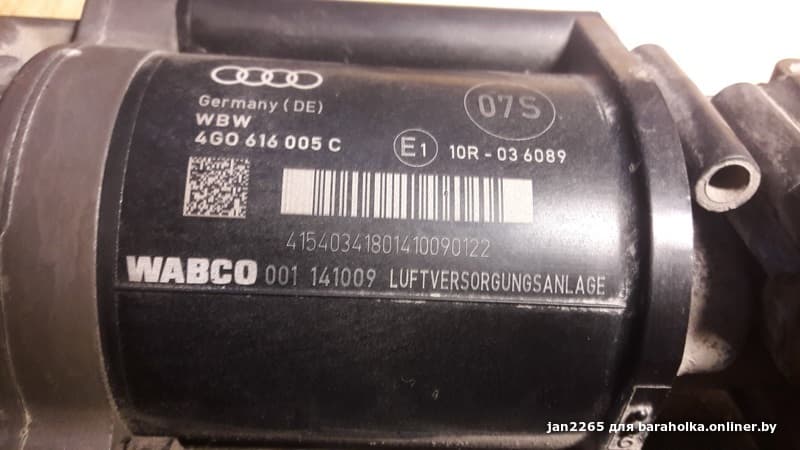 Germany (DE)
WBW
4G0 616 005 C
07S
E1 10R - 03 6089
41540341801410090122
WABCO 001 141009 LUFTVERSORGUNGSANLAGE
jan2265 для baraholka.onliner.by